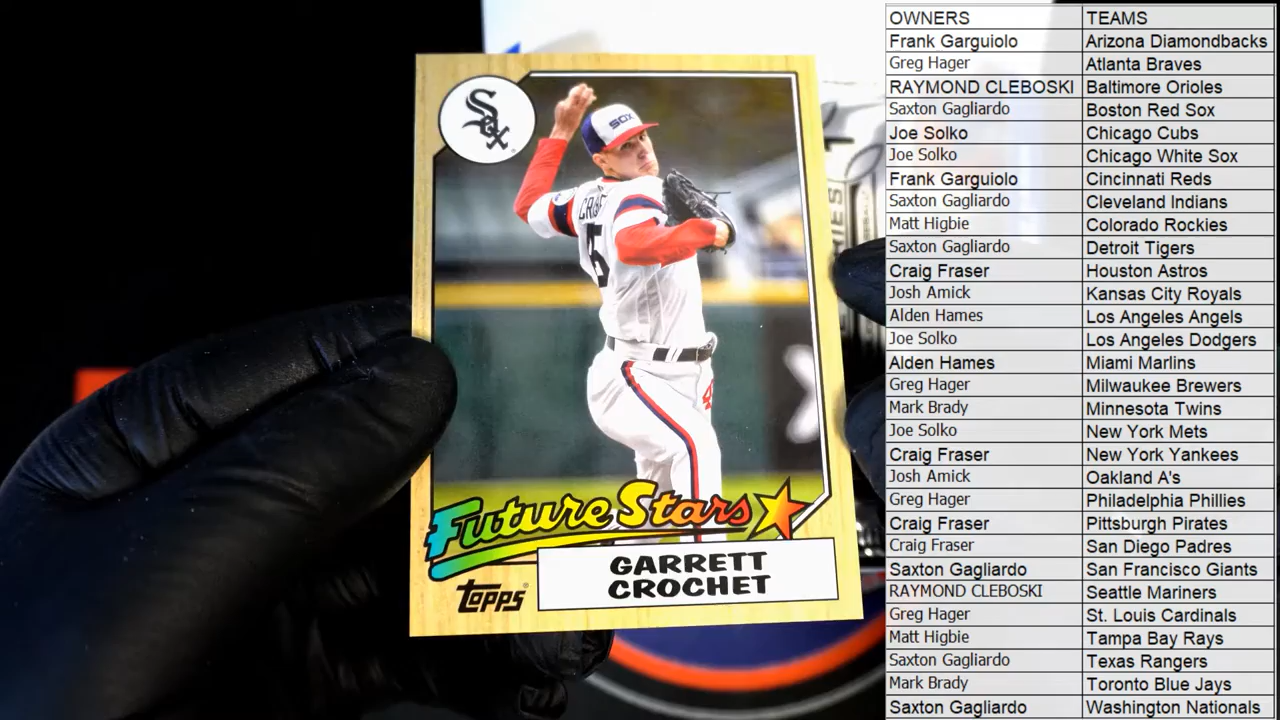 Sox
SOX
Future Stars
GARRETT
CROCHET
TOPPS
OWNERS TEAMS
Frank Garguiolo Arizona Diamondbacks
Greg Hager Atlanta Braves
RAYMOND CLEBOSKI Baltimore Orioles
Saxton Gagliardo Boston Red Sox
Joe Solko Chicago Cubs
Joe Solko Chicago White Sox
Frank Garguiolo Cincinnati Reds
Saxton Gagliardo Cleveland Indians
Matt Higbie Colorado Rockies
Saxton Gagliardo Detroit Tigers
Craig Fraser Houston Astros
Josh Amick Kansas City Royals
Alden Hames Los Angeles Angels
Joe Solko Los Angeles Dodgers
Alden Hames Miami Marlins
Greg Hager Milwaukee Brewers
Mark Brady Minnesota Twins
Joe Solko New York Mets
Craig Fraser New York Yankees
Josh Amick Oakland A's
Greg Hager Philadelphia Phillies
Craig Fraser Pittsburgh Pirates
Craig Fraser San Diego Padres
Saxton Gagliardo San Francisco Giants
RAYMOND CLEBOSKI Seattle Mariners
Greg Hager St. Louis Cardinals
Matt Higbie Tampa Bay Rays
Saxton Gagliardo Texas Rangers
Mark Brady Toronto Blue Jays
Saxton Gagliardo Washington Nationals